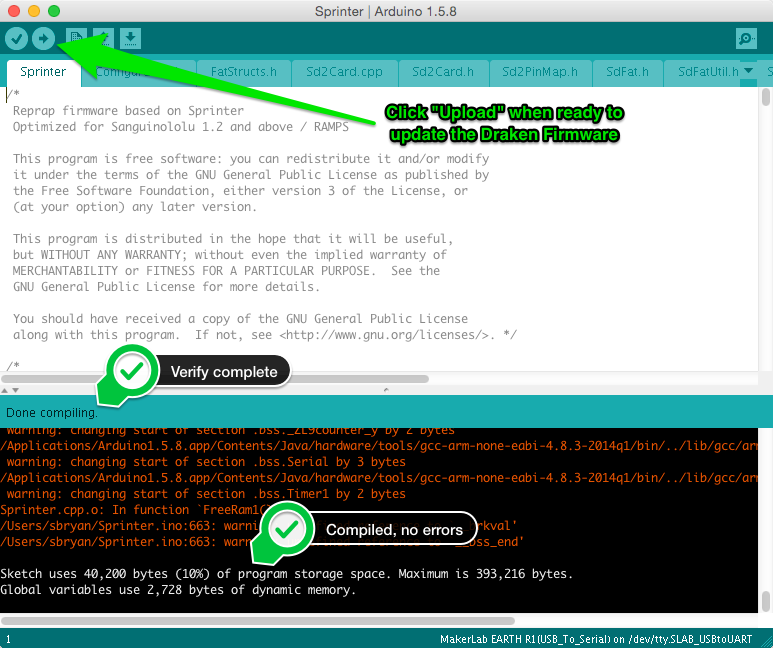 Sprinter | Arduino 1.5.8
Sprinter
FatStructs.h
Sd2Card.cpp
Sd2Card.h
Sd2PinMap.h
SdFat.h
SdFatUtil.h
S
Click "Upload" when ready to
update the Draken Firmware
/*
Reprap firmware based on Sprinter
Optimized for Sanguinololu 1.2 and above / RAMPS
This program is free software: you can redistribute it and/or modify
it under the terms of the GNU General Public License as published by
the Free Software Foundation, either version 3 of the License, or
(at your option) any later version.
This program is distributed in the hope that it will be useful,
but WITHOUT ANY WARRANTY; without even the implied warranty of
MERCHANTABILITY or FITNESS FOR A PARTICULAR PURPOSE.  See the
GNU General Public License for more details.
You should have received a copy of the GNU General Public License
along with this program.  If not, see <http://www.gnu.org/licenses/>. */
/*
Verify complete
Done compiling.
warning: changing start of section .bss._ZL9counter_y by 2 bytes
/Applications/Arduino1.5.8.app/Contents/Java/hardware/tools/gcc-arm-none-eabi-4.8.3-2014q1/bin/../lib/gcc/arm
warning: changing start of section .bss.Serial by 3 bytes
/Applications/Arduino1.5.8.app/Contents/Java/hardware/tools/gcc-arm-none-eabi-4.8.3-2014q1/bin/../lib/gcc/arm
warning: changing start of section .bss.Timer1 by 2 bytes
Sprinter.cpp.o: In function `FreeRam1(
/Users/sbryan/Sprinter.ino:663: warni rkval'
/Users/sbryan/Sprinter.ino:663: warn
Compiled, no errors
Sketch uses 40,200 bytes (10%) of program storage space. Maximum is 393,216 bytes.
Global variables use 2,728 bytes of dynamic memory.
1
MakerLab EARTH R1(USB_To_Serial) on /dev/tty.SLAB_USBtoUART